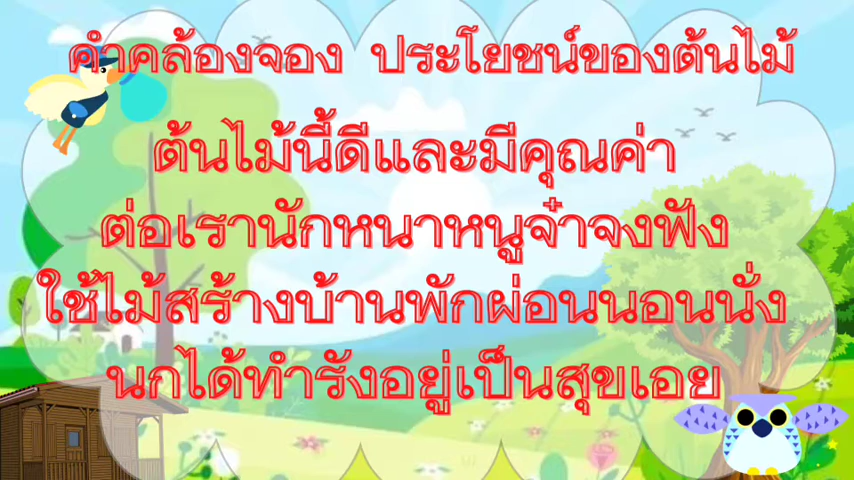 คำคล้องจอง ประโยชน์ของต้นไม้
ต้นไม้นี้ดีและมีคุณค่า
ต่อเรานักหนาหนูจ๋าจงฟัง
ใช้ไม้สร้างบ้านพักผ่อนนอนนั่ง
นกได้ทำรังอยู่เป็นสุขเอย